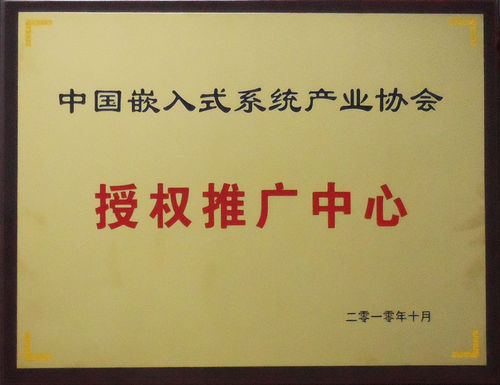 中国嵌入式系统产业协会
授权推广中心
二零一零年十月